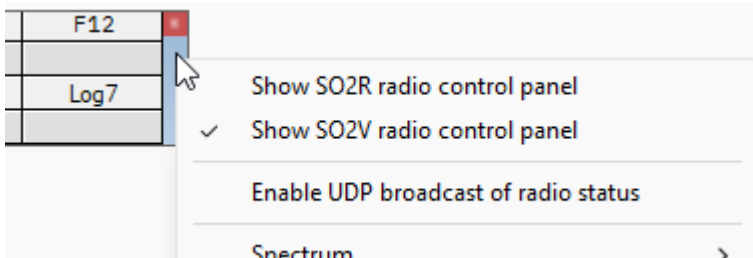 F12
Log7
Show SO2R radio control panel
Show SO2V radio control panel
Enable UDP broadcast of radio status
Spectrum